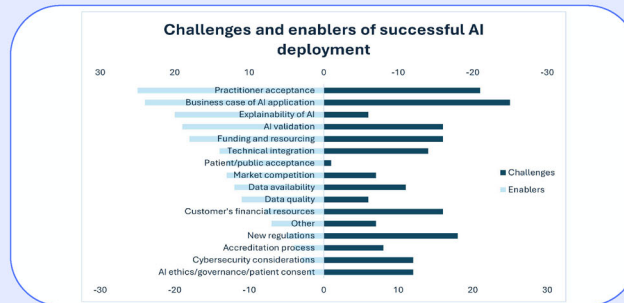 Challenges and enablers of successful AI
deployment
30 20 10 0 -10 -20 -30
Practitioner acceptance
Business case of AI application
Explainability of AI
AI validation
Funding and resourcing
Technical integration
Patient/public acceptance
Market competition
Data availability
Data quality
Customer's financial resources
Other
New regulations
Accreditation process
Cybersecurity considerations
AI ethics/governance/patient consent
Challenges
Enablers
-30 -20 -10 0 10 20 30